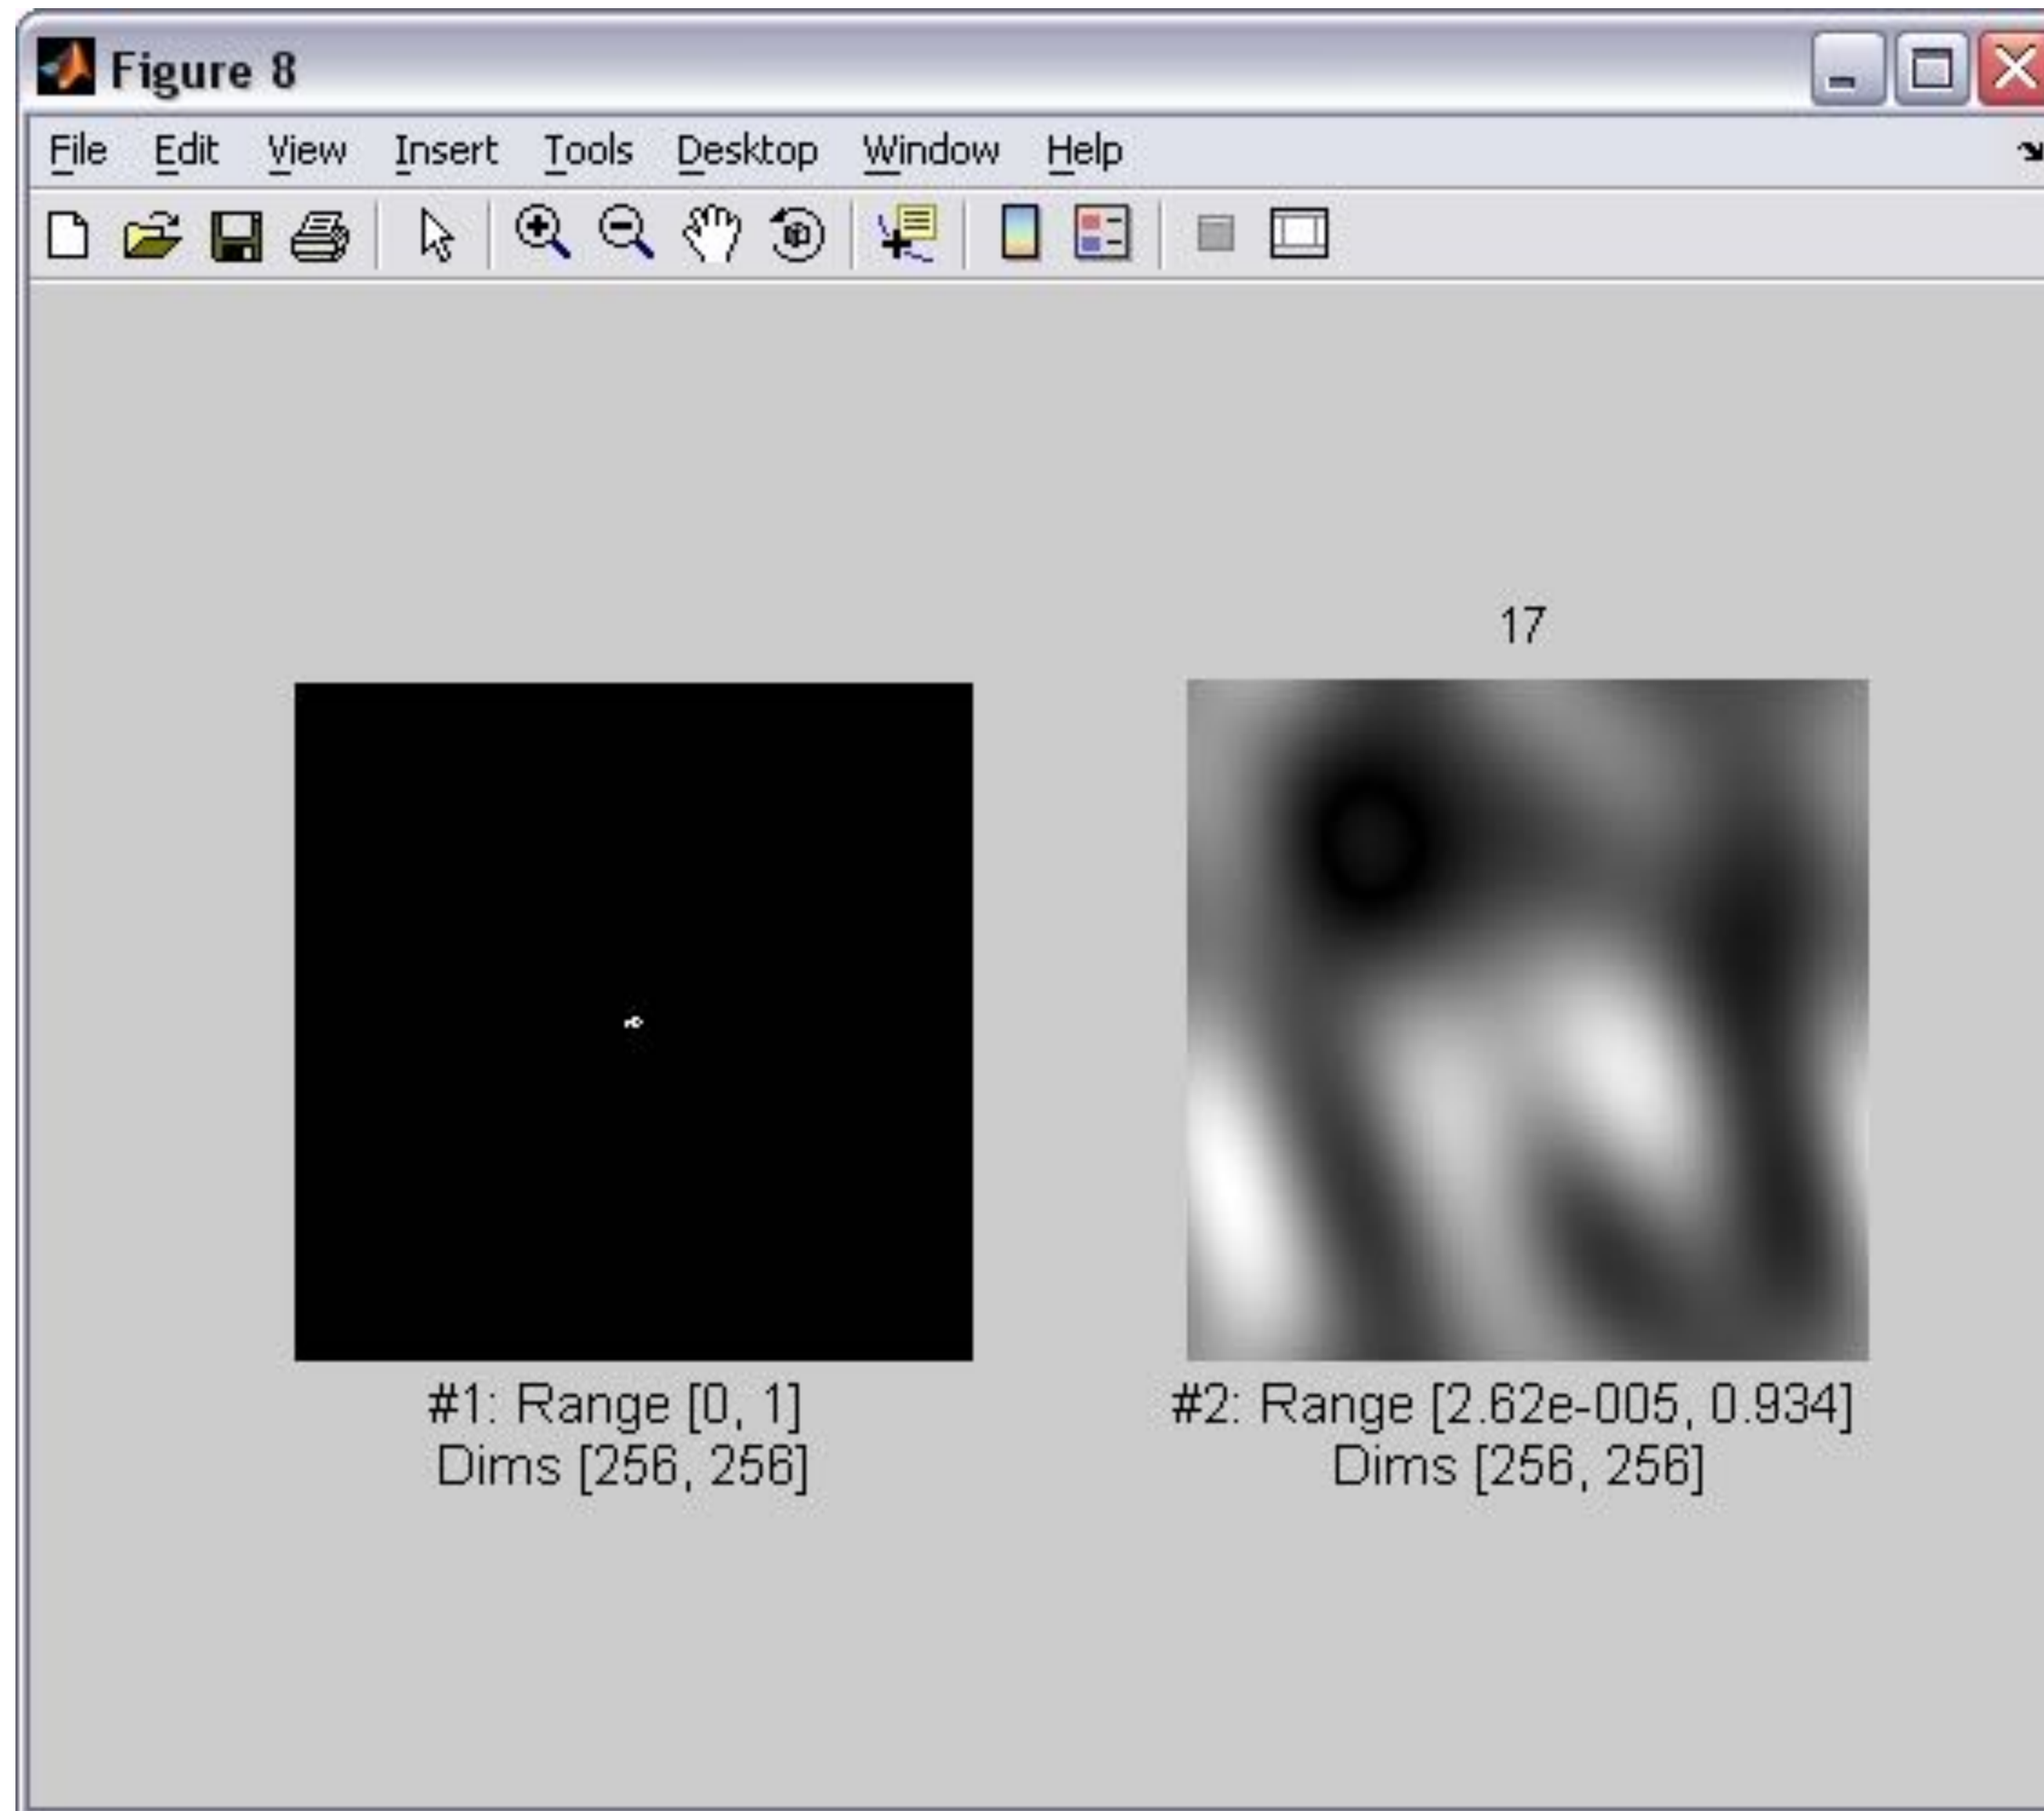 Figure 8
File Edit View Insert Tools Desktop Window Help
17
#1: Range [0, 1]
Dims [256, 256]
#2: Range [2.62e-005, 0.934]
Dims [256, 256]